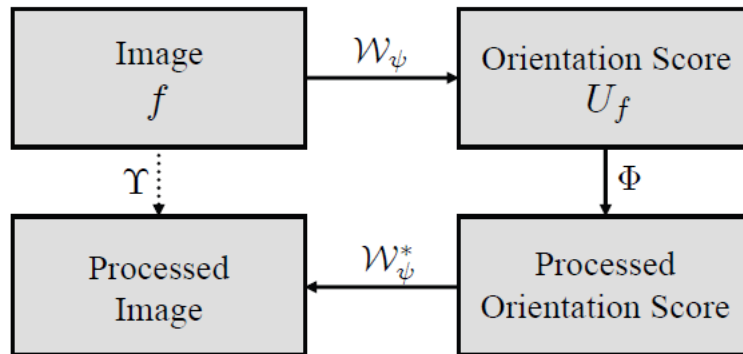 Image
f
𝒲_ψ
Orientation Score
U_f
ϒ
Φ
Processed
Image
𝒲*_ψ
Processed
Orientation Score